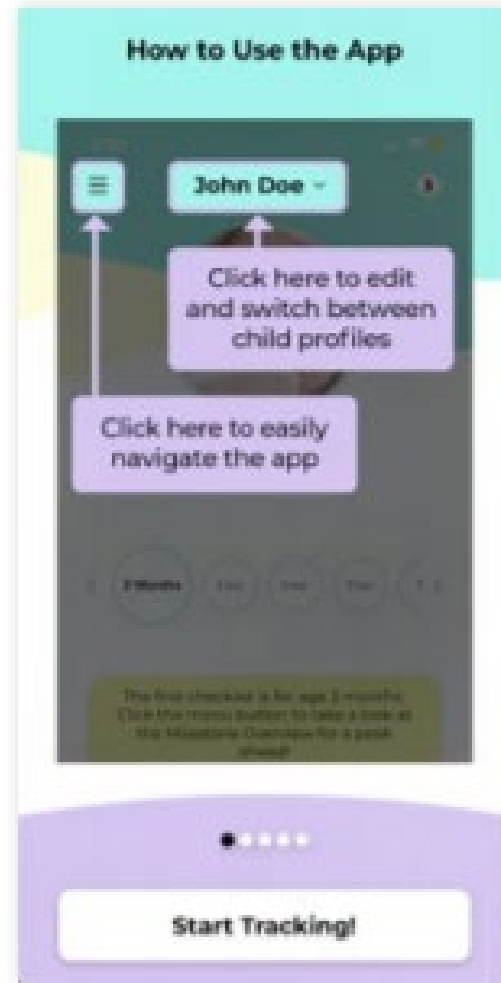 How to Use the App
John Doe
Click here to edit
and switch between
child profiles
Click here to easily
navigate the app
2 Months
The first checklist is for age 2 months.
Click the menu button to take a look at
the Milestone Overview for a peek
ahead!
Start Tracking!